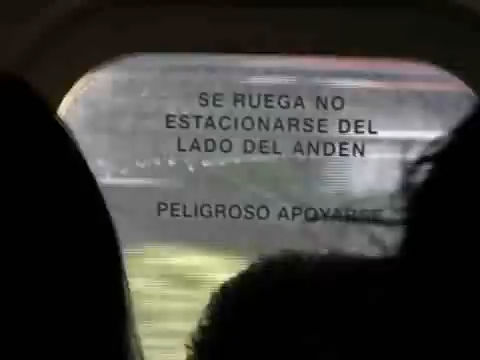 SE RUEGA NO
ESTACIONARSE DEL
LADO DEL ANDEN
PELIGROSO APOYARSE